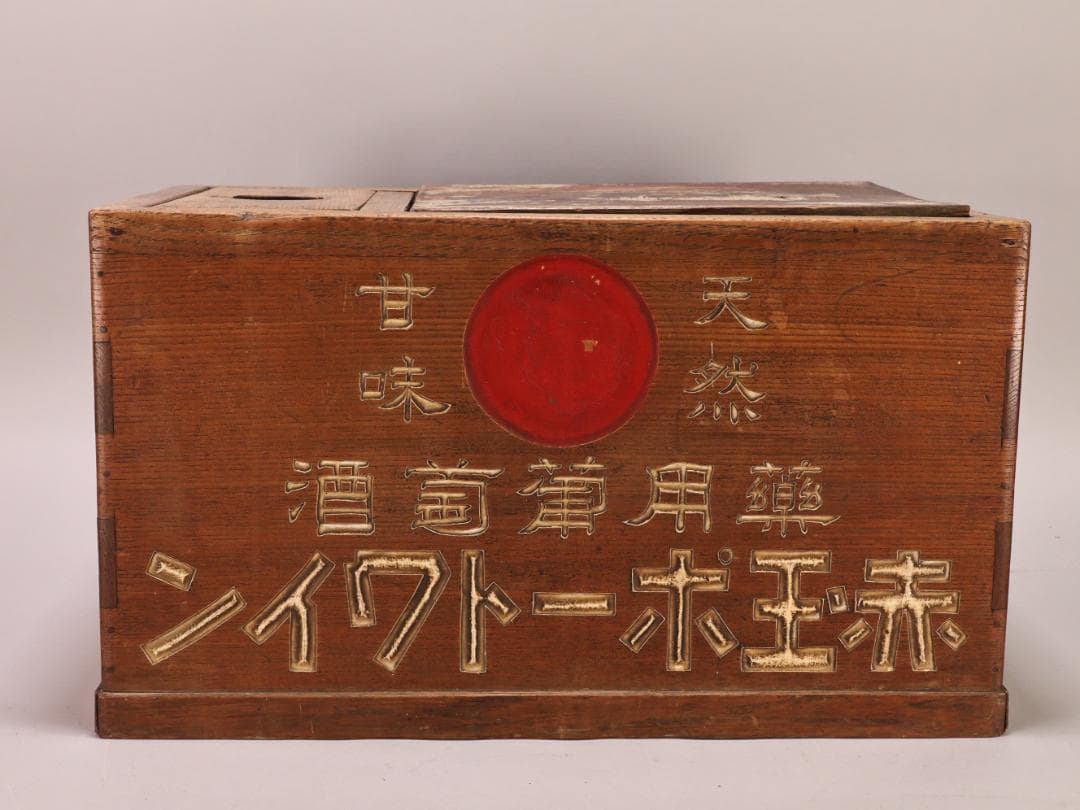 天然
甘味
藥用葡萄酒
赤玉ポートワイン